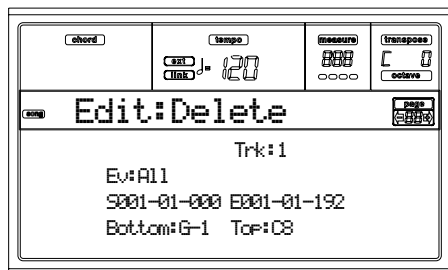 chord tempo measure transpose
ext link ♩= 120 888 C 0
octave
song Edit:Delete page
Trk:1
Ev:All
S001-01-000 E001-01-192
Bottom:G-1 Top:C8